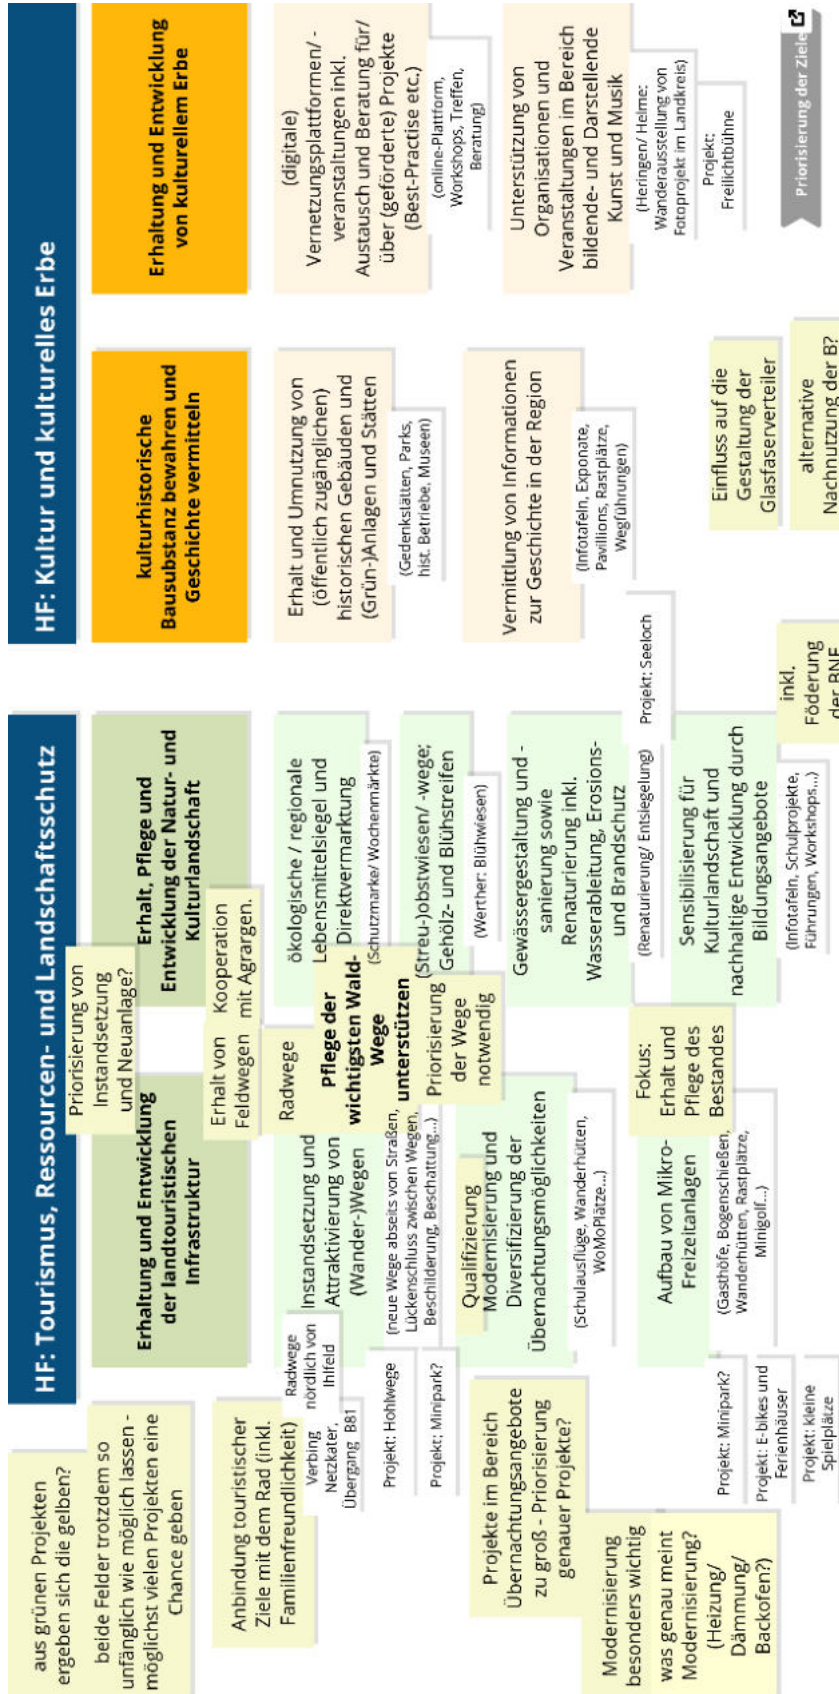 aus grünen Projekten
ergeben sich die gelben?
beide Felder trotzdem so
unfänglich wie möglich lassen -
möglichst vielen Projekten eine
Chance geben
HF: Tourismus, Ressourcen- und Landschaftsschutz
Priorisierung von
Instandsetzung
und Neuanlage?
Erhaltung und Entwicklung
der landtouristischen
Infrastruktur
Erhalt von
Feldwegen
Kooperation
mit Agrargen.
Anbindung touristischer
Ziele mit dem Rad (inkl.
Familienfreundlichkeit)
Verbing
Netzkater,
Übergang B81
Radwege
nördlich von
Ihlfeld
Instandsetzung und
Attraktivierung von
(Wander-)Wegen
(neue Wege abseits von Straßen,
Lückenschluss zwischen Wegen,
Beschilderung, Beschattung...)
Radwege
Pflege der
wichtigsten Wald-
Wege
unterstützen
Priorisierung
der Wege
notwendig
Projekt: Hohlwege
Projekt: Minipark?
Projekte im Bereich
Übernachtungsangebote
zu groß - Priorisierung
genauer Projekte?
Qualifizierung
Modernisierung und
Diversifizierung der
Übernachtungsmöglichkeiten
(Schulausflüge, Wanderhütten,
WoMoPlätze...)
Modernisierung
besonders wichtig
was genau meint
Modernisierung?
(Heizung/
Dämmung/
Backofen?)
Fokus:
Erhalt und
Pflege des
Bestandes
Aufbau von Mikro-
Freizeitanlagen
(Gasthöfe, Bogenschießen,
Wanderhütten, Rastplätze,
Minigolf...)
Projekt: Minipark?
Projekt: E-bikes und
Ferienhäuser
Projekt: kleine
Spielplätze
Erhalt, Pflege und
Entwicklung der Natur- und
Kulturlandschaft
ökologische / regionale
Lebensmittelsiegel und
Direktvermarktung
(Schutzmarke/ Wochenmärkte)
(Streu-)obstwiesen/ -wege;
Gehölz- und Blühstreifen
(Werther: Blühwiesen)
Gewässergestaltung und -
sanierung sowie
Renaturierung inkl.
Wasserableitung, Erosions-
und Brandschutz
(Renaturierung/ Entsiegelung)
Projekt: Seeloch
Sensibilisierung für
Kulturlandschaft und
nachhaltige Entwicklung durch
Bildungsangebote
(Infotafeln, Schulprojekte,
Führungen, Workshops...)
inkl.
Föderung
der BNE
HF: Kultur und kulturelles Erbe
kulturhistorische
Bausubstanz bewahren und
Geschichte vermitteln
Erhalt und Umnutzung von
(öffentlich zugänglichen)
historischen Gebäuden und
(Grün-)Anlagen und Stätten
(Gedenkstätten, Parks,
hist. Betriebe, Museen)
Vermittlung von Informationen
zur Geschichte in der Region
(Infotafeln, Exponate,
Pavillions, Rastplätze,
Wegführungen)
Einfluss auf die
Gestaltung der
Glasfaserverteiler
alternative
Nachnutzung der B?
Erhaltung und Entwicklung
von kulturellem Erbe
(digitale)
Vernetzungsplattformen/ -
veranstaltungen inkl.
Austausch und Beratung für/
über (geförderte) Projekte
(Best-Practise etc.)
(online-Plattform,
Workshops, Treffen,
Beratung)
Unterstützung von
Organisationen und
Veranstaltungen im Bereich
bildende- und Darstellende
Kunst und Musik
(Heringen/ Helme:
Wanderausstellung von
Fotoprojekt im Landkreis)
Projekt:
Freilichtbühne
Priorisierung der Ziele